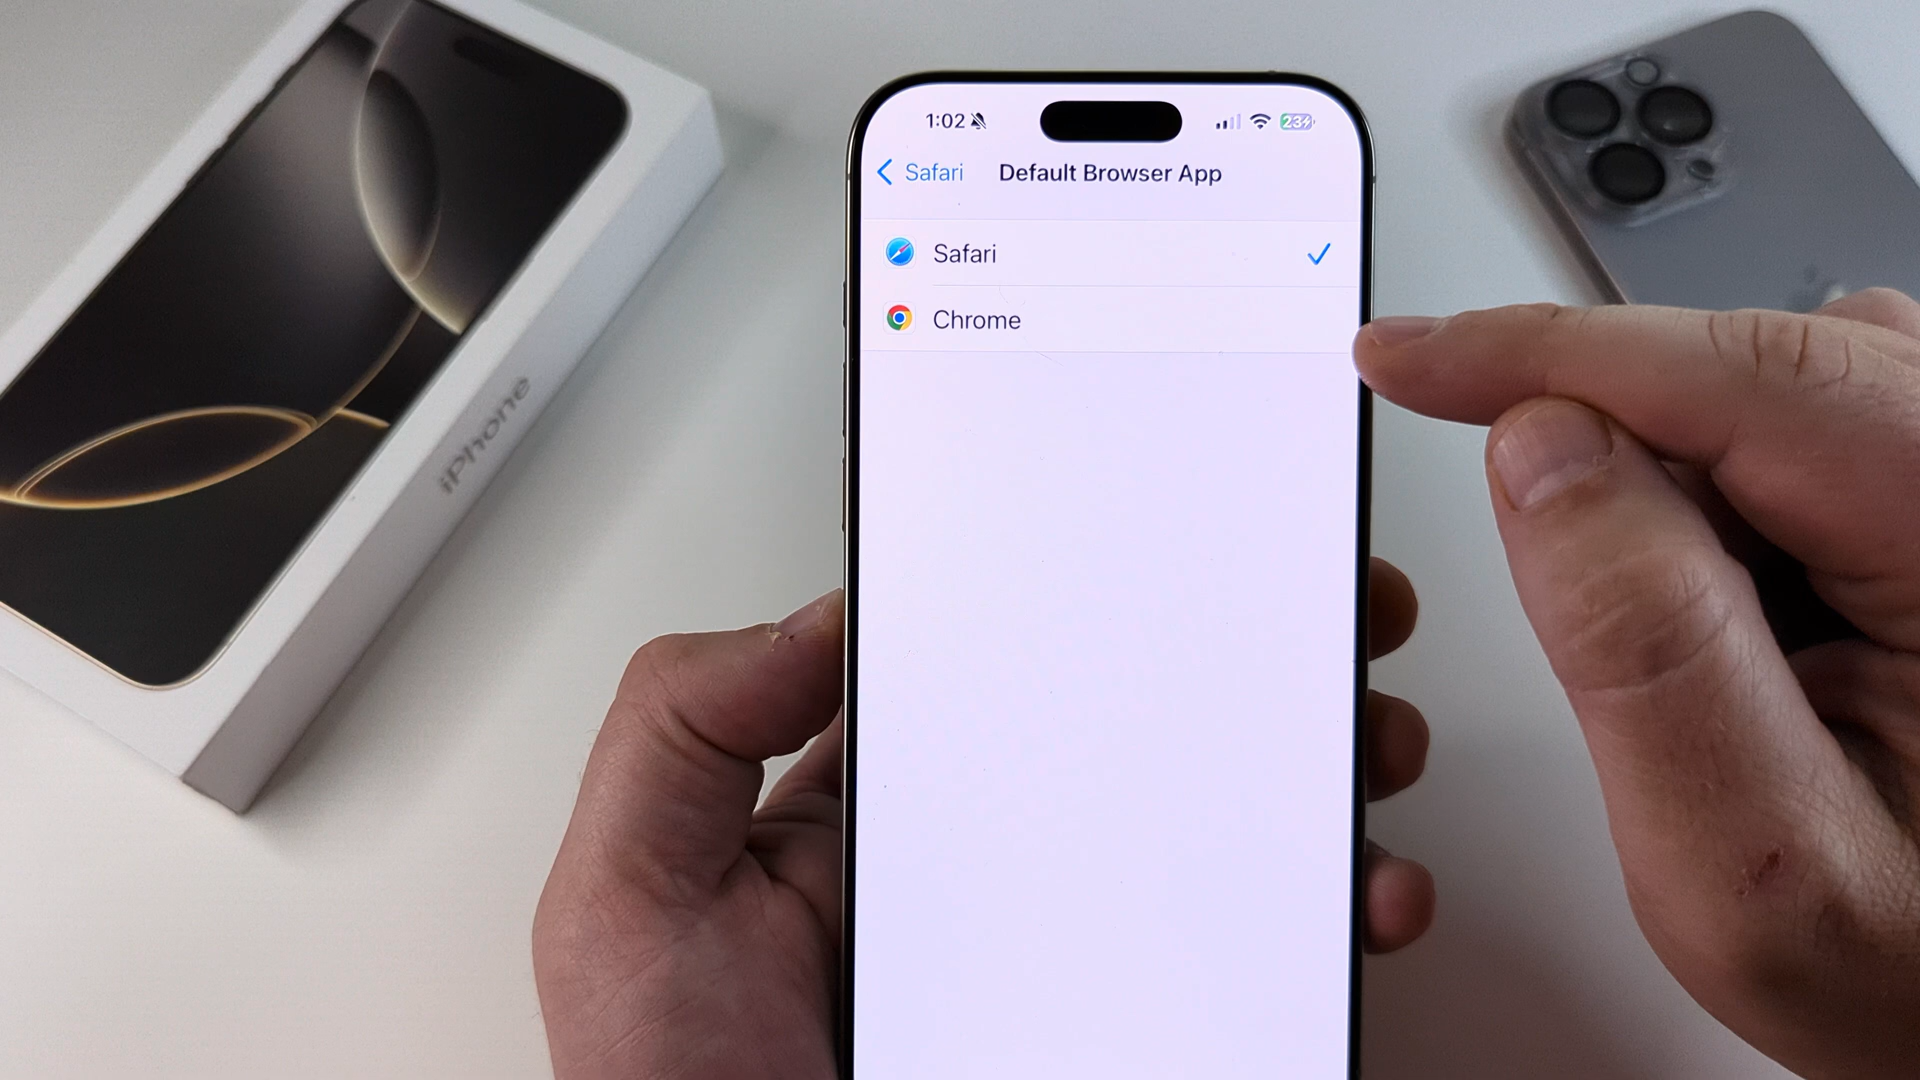 iPhone
1:02
23
Safari
Default Browser App
Safari
Chrome